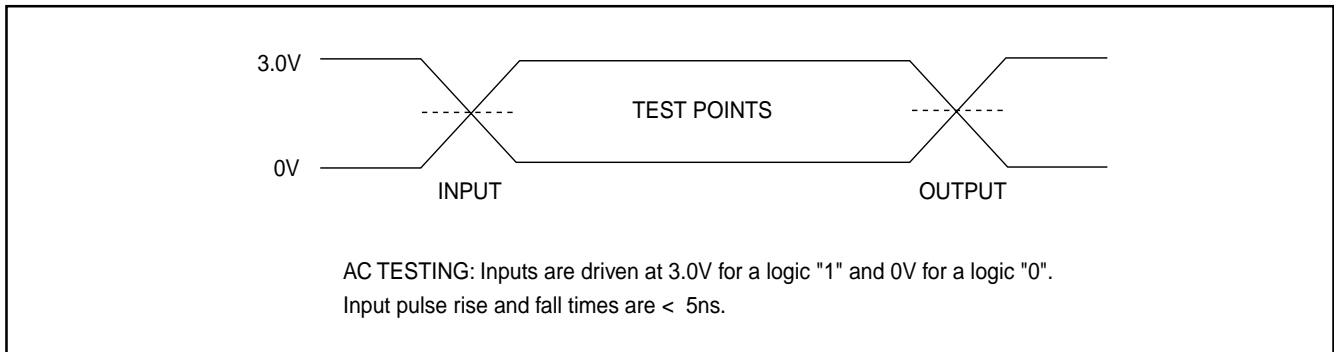 3.0V
TEST POINTS
0V
INPUT
OUTPUT
AC TESTING: Inputs are driven at 3.0V for a logic "1" and 0V for a logic "0".
Input pulse rise and fall times are < 5ns.